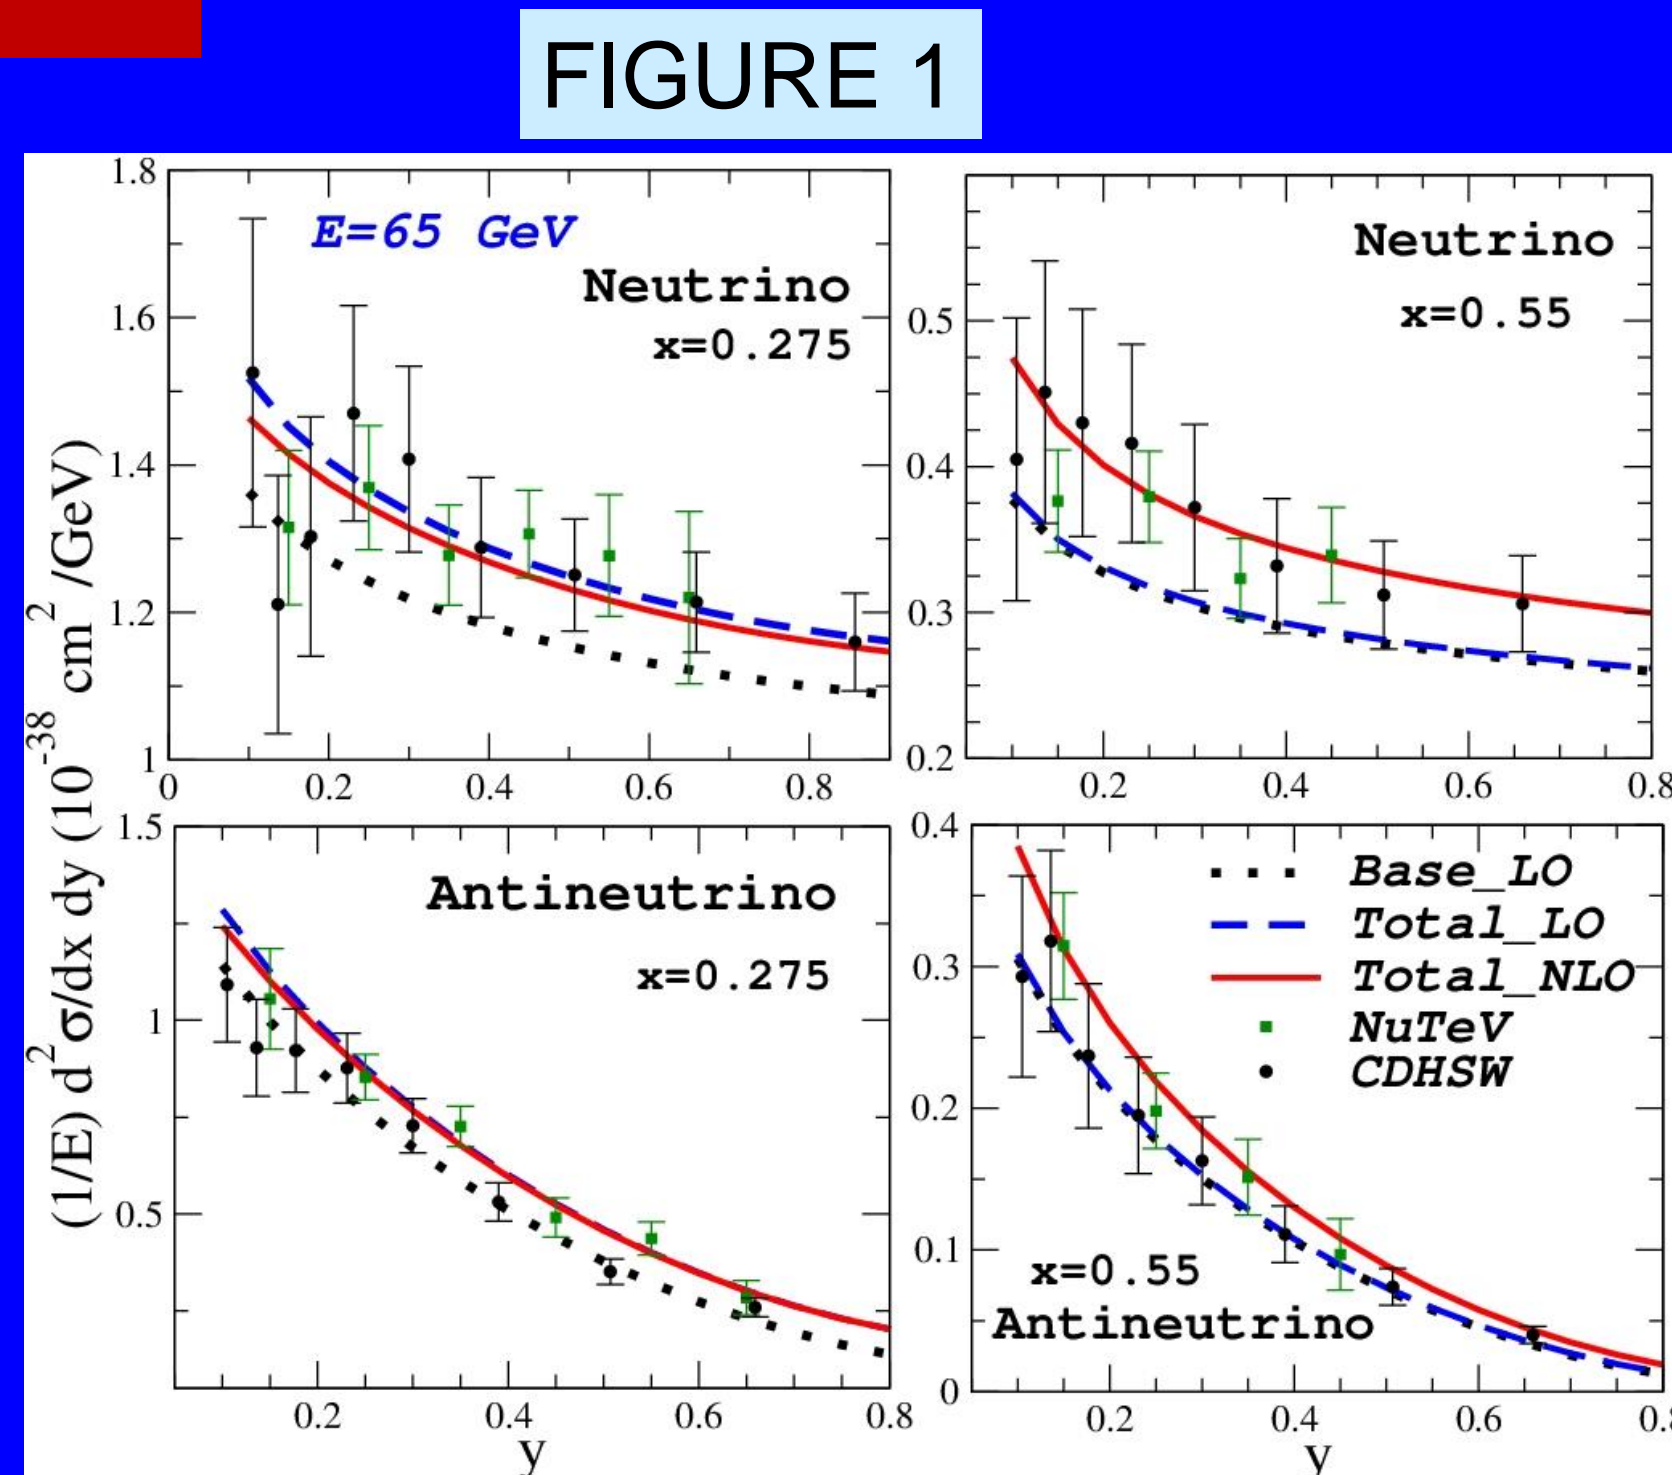 FIGURE 1
(1/E) d² σ/dx dy (10⁻³⁸ cm² /GeV)
1.8
1.6
1.4
1.2
1
E=65 GeV
Neutrino
x=0.275
0
0.2
0.4
0.6
0.8
0.5
0.4
0.3
0.2
Neutrino
x=0.55
0.2
0.4
0.6
0.8
1.5
1
0.5
Antineutrino
x=0.275
0.2
0.4
0.6
0.8
y
0.4
0.3
0.2
0.1
0
Base_LO
Total_LO
Total_NLO
NuTeV
CDHSW
x=0.55
Antineutrino
0.2
0.4
0.6
y